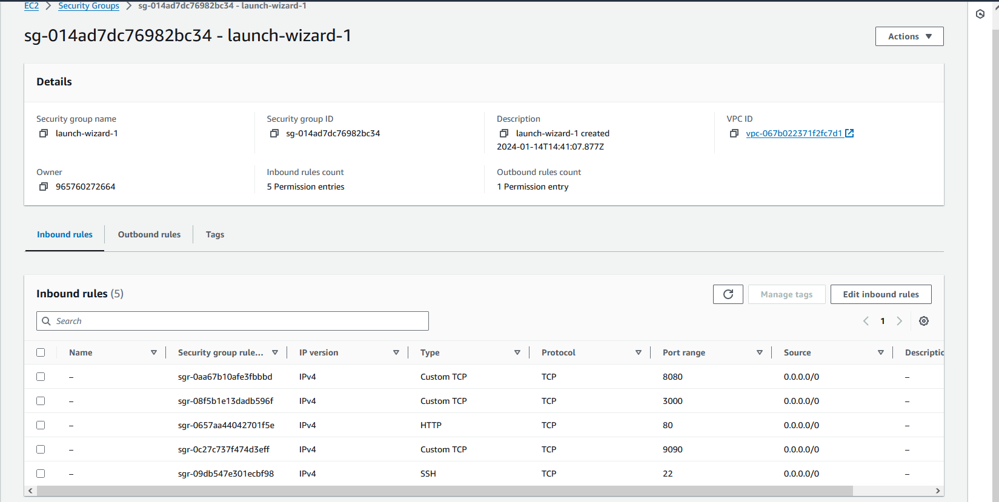 EC2 > Security Groups > sg-014ad7dc76982bc34 - launch-wizard-1
sg-014ad7dc76982bc34 - launch-wizard-1
Actions
Details
Security group name
launch-wizard-1
Security group ID
sg-014ad7dc76982bc34
Description
launch-wizard-1 created
2024-01-14T14:41:07.877Z
VPC ID
vpc-067b022371f2fc7d1
Owner
965760272664
Inbound rules count
5 Permission entries
Outbound rules count
1 Permission entry
Inbound rules Outbound rules Tags
Inbound rules (5)
Manage tags Edit inbound rules
Search
1
Name Security group rule... IP version Type Protocol Port range Source Descriptio
– sgr-0aa67b10afe3fbbbd IPv4 Custom TCP TCP 8080 0.0.0.0/0 –
– sgr-08f5b1e13dadb596f IPv4 Custom TCP TCP 3000 0.0.0.0/0 –
– sgr-0657aa44042701f5e IPv4 HTTP TCP 80 0.0.0.0/0 –
– sgr-0c27c737f474d3eff IPv4 Custom TCP TCP 9090 0.0.0.0/0 –
– sgr-09db547e301ecbf98 IPv4 SSH TCP 22 0.0.0.0/0 –